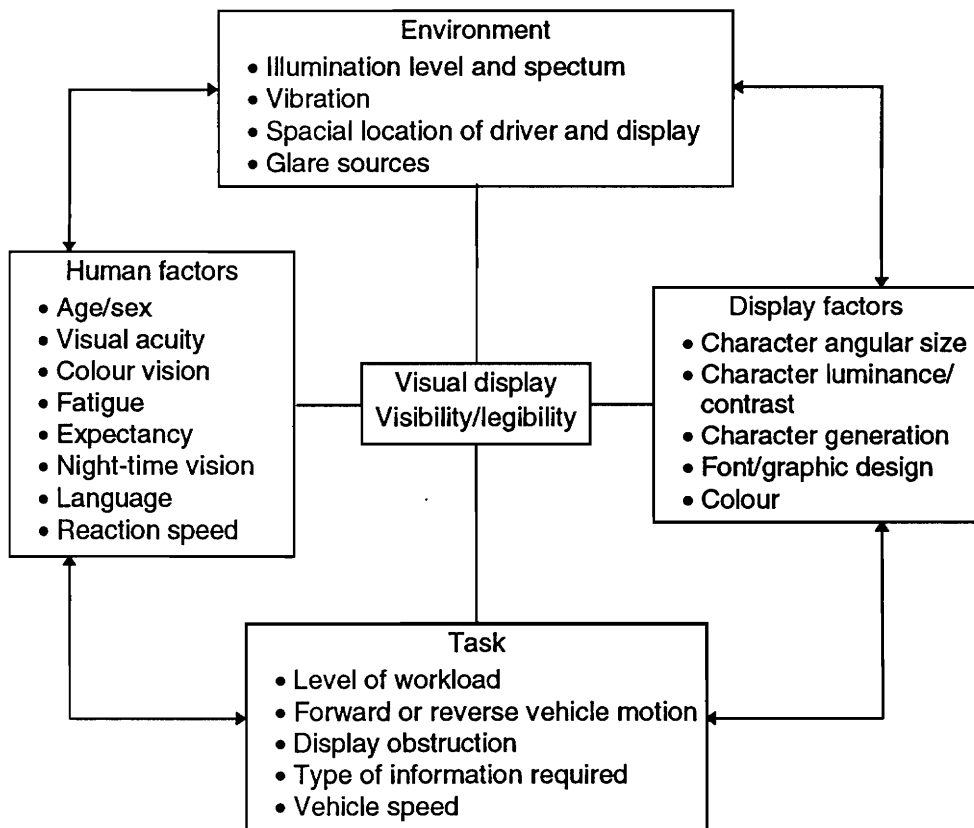 Environment
• Illumination level and spectum
• Vibration
• Spacial location of driver and display
• Glare sources
Human factors
• Age/sex
• Visual acuity
• Colour vision
• Fatigue
• Expectancy
• Night-time vision
• Language
• Reaction speed
Visual display
Visibility/legibility
Display factors
• Character angular size
• Character luminance/
contrast
• Character generation
• Font/graphic design
• Colour
Task
• Level of workload
• Forward or reverse vehicle motion
• Display obstruction
• Type of information required
• Vehicle speed